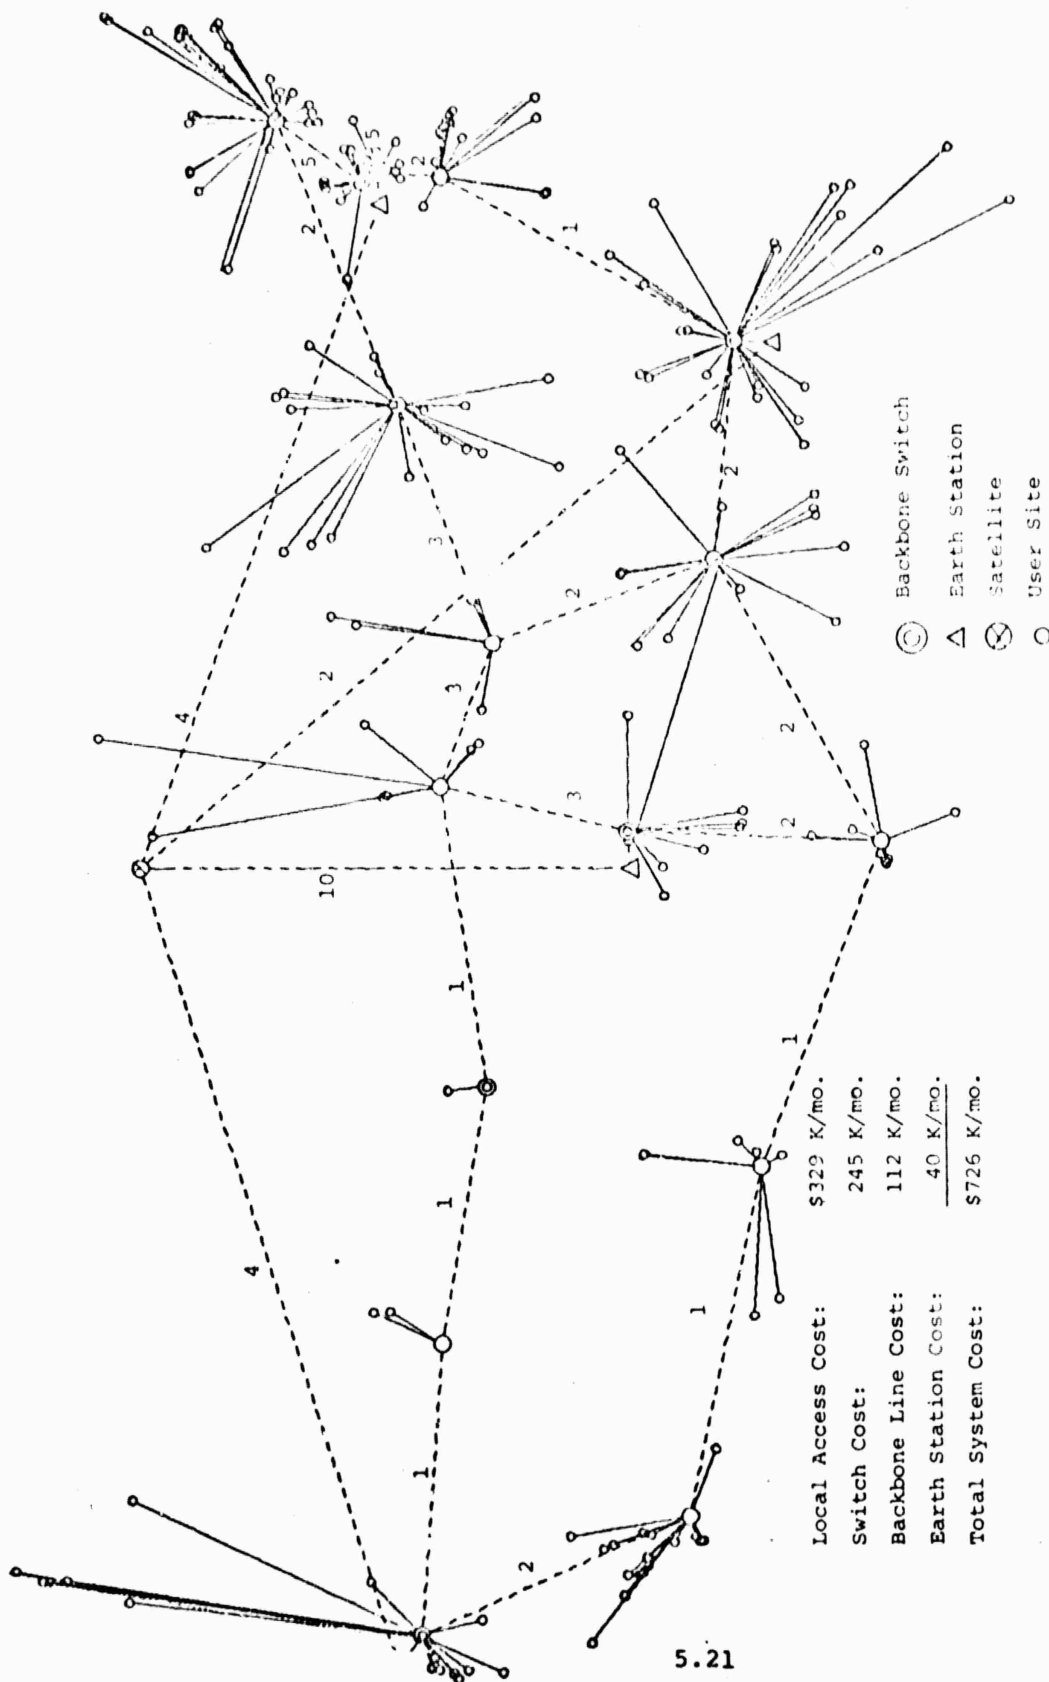 Backbone Switch
Earth Station
Satellite
User Site
Local Access Cost: $329 K/mo.
Switch Cost: 245 K/mo.
Backbone Line Cost: 112 K/mo.
Earth Station Cost: 40 K/mo.
Total System Cost: $726 K/mo.
4
4
10
2
1
1
1
2
1
1
2
3
3
3
2
2
2
1
2
5
2
5.21